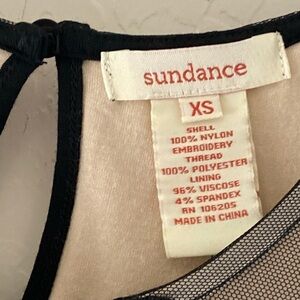 sundance
XS
SHELL
100% NYLON
EMBROIDERY
THREAD
100% POLYESTER
LINING
96% VISCOSE
4% SPANDEX
RN 106205
MADE IN CHINA